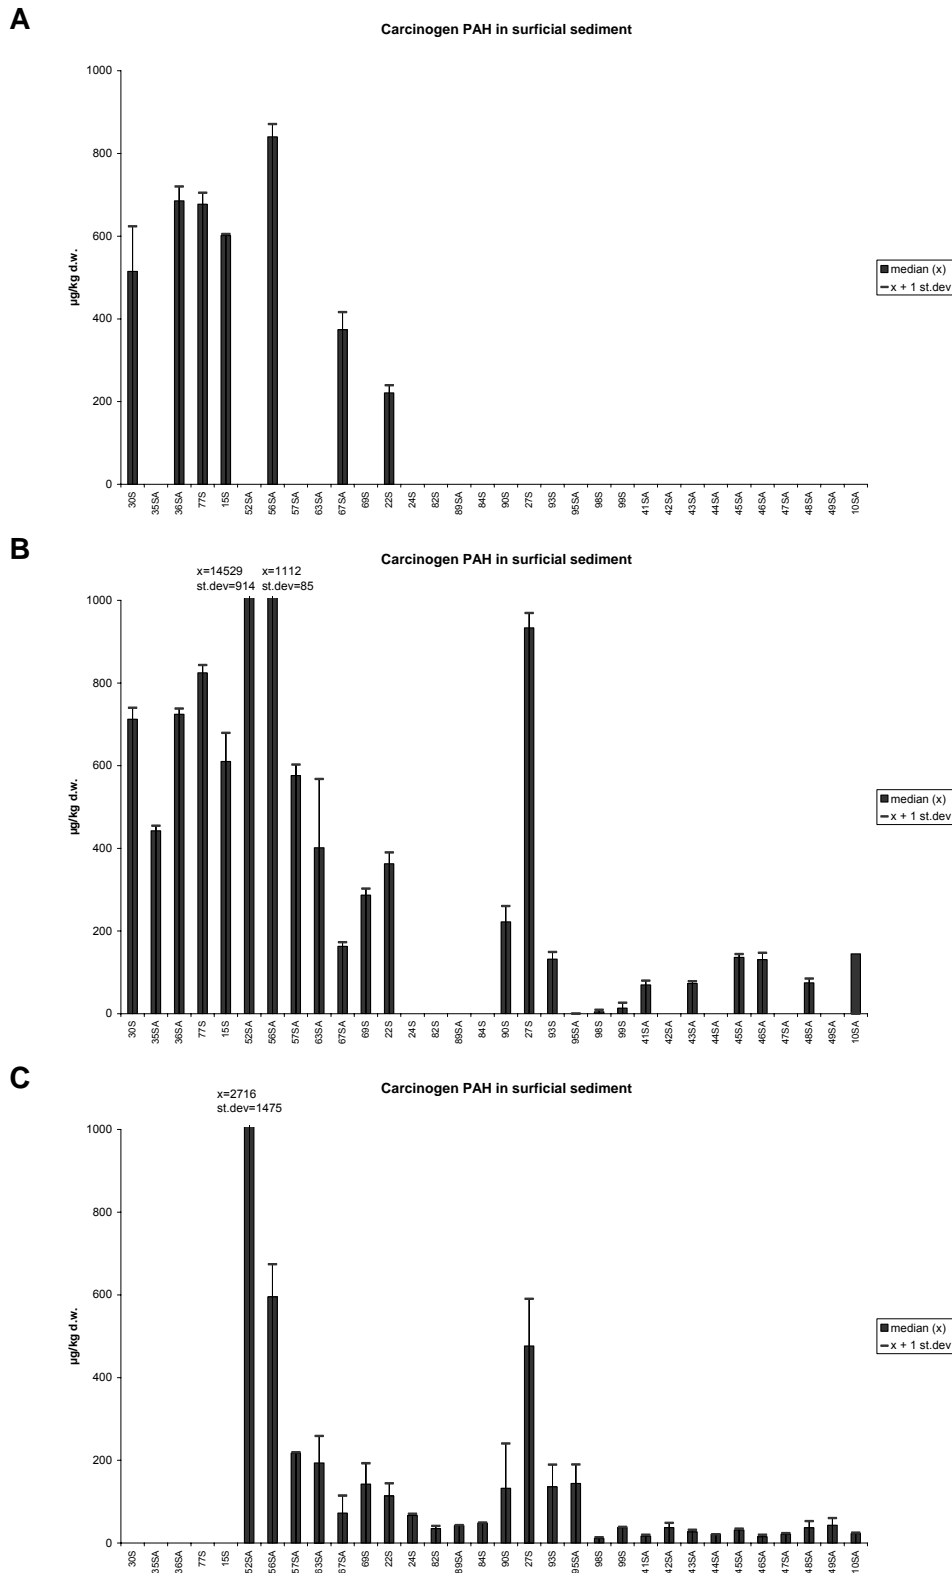 A
Carcinogen PAH in surficial sediment
1000
800
600
400
200
0
µg/kg d.w.
30S 35SA 36SA 77S 15S 52SA 56SA 57SA 63SA 67SA 69S 22S 24S 82S 89SA 84S 90S 27S 93S 95SA 98S 99S 41SA 42SA 43SA 44SA 45SA 46SA 47SA 48SA 49SA 10SA
median (x)
x + 1 st.dev
B
Carcinogen PAH in surficial sediment
x=14529 x=1112
st.dev=914 st.dev=85
1000
800
600
400
200
0
µg/kg d.w.
30S 35SA 36SA 77S 15S 52SA 56SA 57SA 63SA 67SA 69S 22S 24S 82S 89SA 84S 90S 27S 93S 95SA 98S 99S 41SA 42SA 43SA 44SA 45SA 46SA 47SA 48SA 49SA 10SA
median (x)
x + 1 st.dev
C
Carcinogen PAH in surficial sediment
x=2716
st.dev=1475
1000
800
600
400
200
0
µg/kg d.w.
30S 35SA 36SA 77S 15S 52SA 56SA 57SA 63SA 67SA 69S 22S 24S 82S 89SA 84S 90S 27S 93S 95SA 98S 99S 41SA 42SA 43SA 44SA 45SA 46SA 47SA 48SA 49SA 10SA
median (x)
x + 1 st.dev